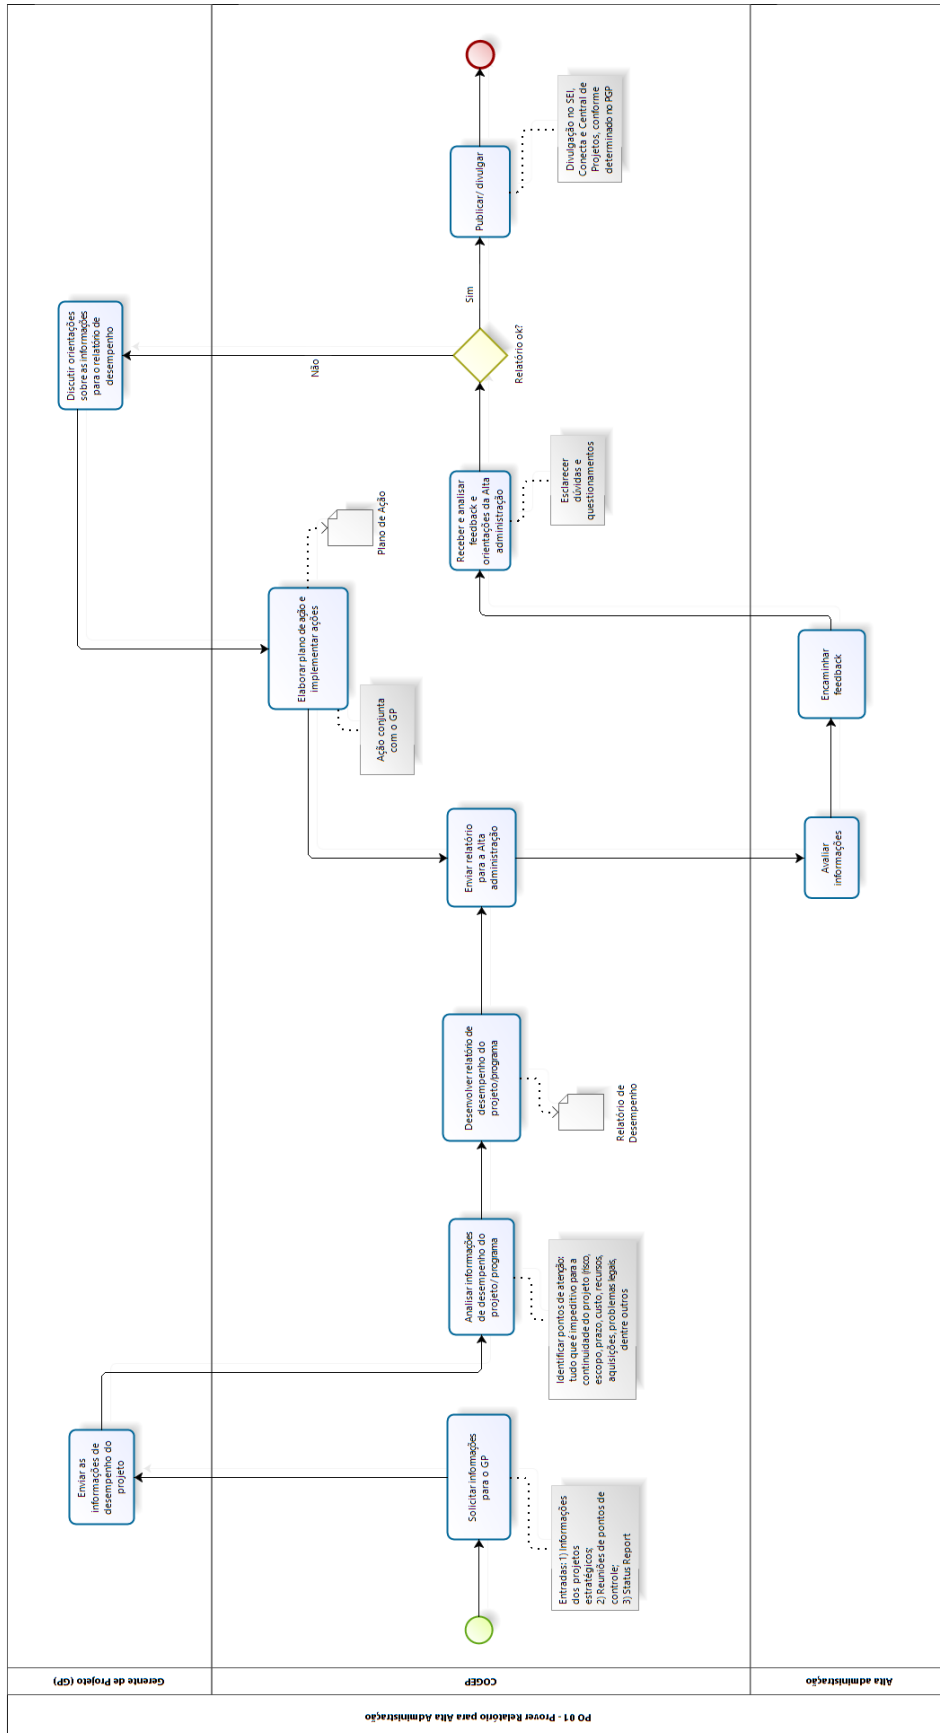 PO 01 - Prover Relatório para Alta Administração
Gerente de Projeto (GP)
COGEP
Alta administração
Entradas: 1) Informações
dos projetos
estratégicos;
2) Reuniões de pontos de
controle;
3) Status Report
Solicitar informações
para o GP
Enviar as
informações de
desempenho do
projeto
Analisar informações
de desempenho do
projeto/ programa
Identificar pontos de atenção:
tudo que é impeditivo para a
continuidade do projeto (risco,
escopo, prazo, custo, recursos,
aquisições, problemas legais,
dentre outros
Desenvolver relatório de
desempenho do
projeto/programa
Relatório de
Desempenho
Enviar relatório
para a Alta
administração
Avaliar
informações
Encaminhar
feedback
Receber e analisar
feedback e
orientações da Alta
administração
Esclarecer
dúvidas e
questionamentos
Relatório ok?
Não
Discutir orientações
sobre as informações
para o relatório de
desempenho
Elaborar plano de ação e
implementar ações
Ação conjunta
com o GP
Plano de Ação
Sim
Publicar/ divulgar
Divulgação no SEI,
Conecta e Central de
Projetos, conforme
determinado no PGP